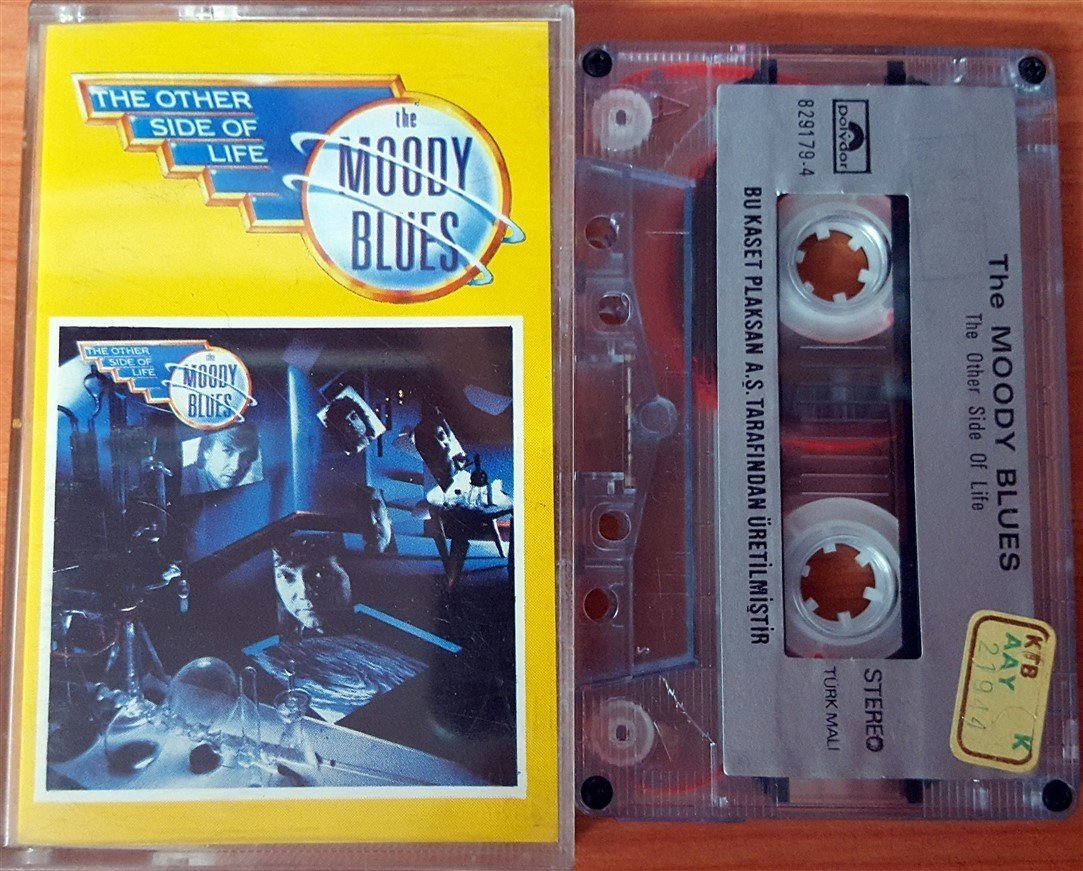 THE OTHER
SIDE OF
LIFE
the
MOODY
BLUES
THE OTHER
SIDE OF
LIFE
the
MOODY
BLUES
polydor
829179-4
The MOODY BLUES
The Other Side Of Life
BU KASET PLAKSAN A.Ş. TARAFINDAN ÜRETİLMİŞTİR
STEREO
TÜRK MALI
KTB K
AAY